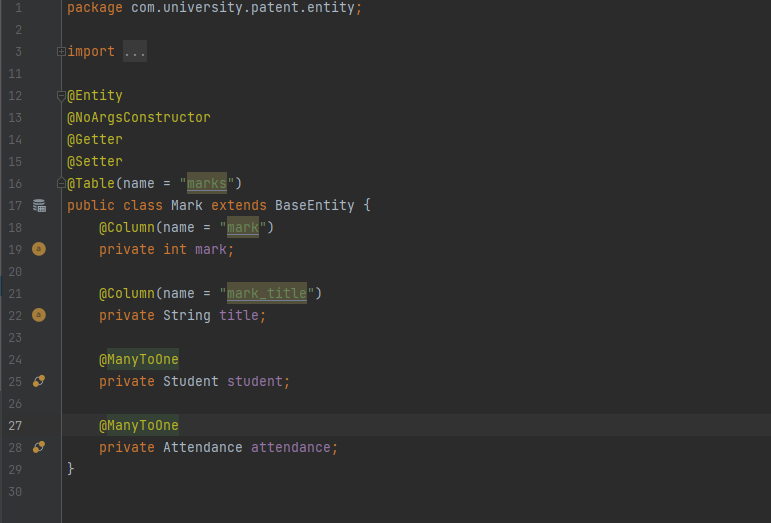 1 package com.university.patent.entity;
2
3 import ...
11
12 @Entity
13 @NoArgsConstructor
14 @Getter
15 @Setter
16 @Table(name = "marks")
17 public class Mark extends BaseEntity {
18 @Column(name = "mark")
19 private int mark;
20
21 @Column(name = "mark_title")
22 private String title;
23
24 @ManyToOne
25 private Student student;
26
27 @ManyToOne
28 private Attendance attendance;
29 }
30